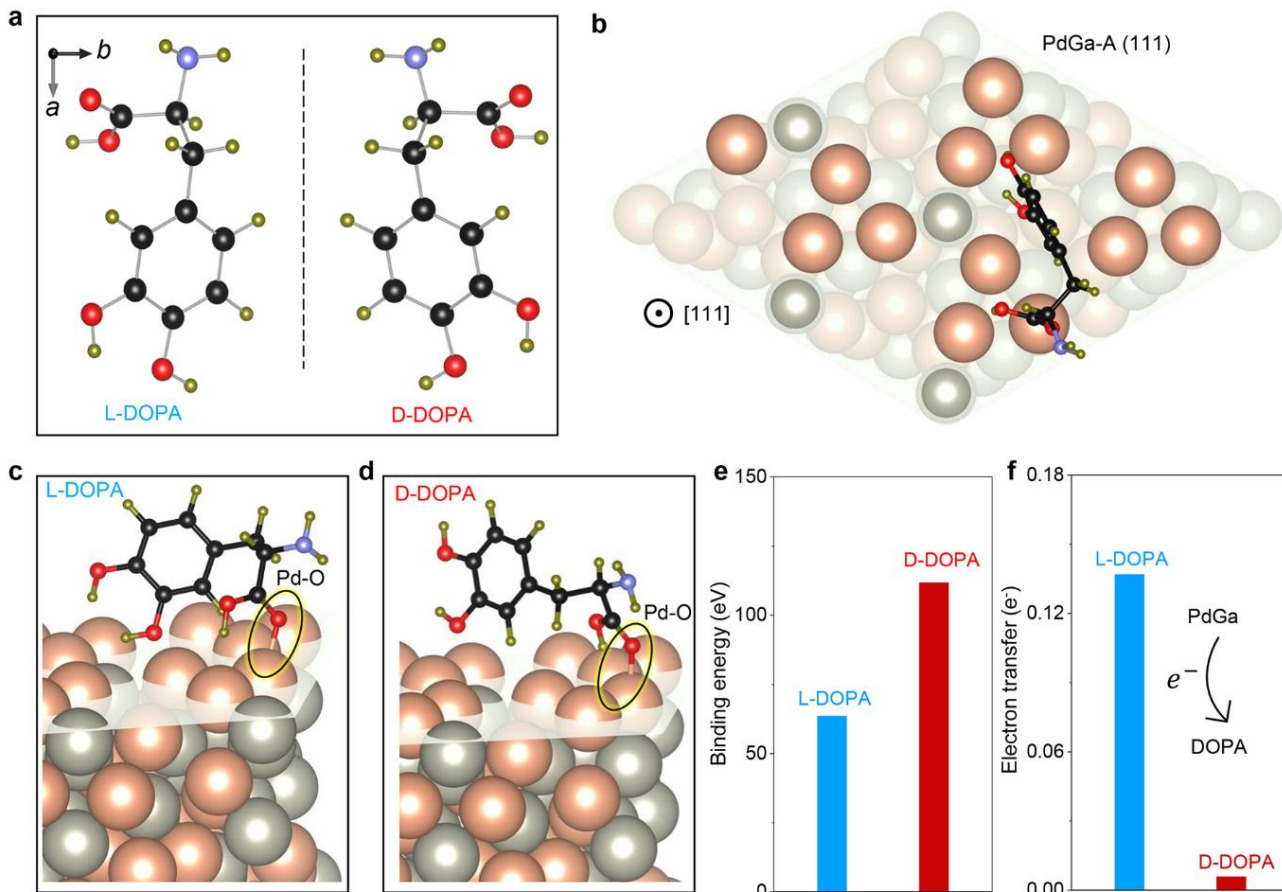 a
b
a
L-DOPA
D-DOPA
b
PdGa-A (111)
[111]
c
L-DOPA
Pd-O
d
D-DOPA
Pd-O
e
150
100
50
0
Binding energy (eV)
L-DOPA
D-DOPA
f
0.18
0.12
0.06
0.00
Electron transfer (e-)
L-DOPA
PdGa
e−
DOPA
D-DOPA